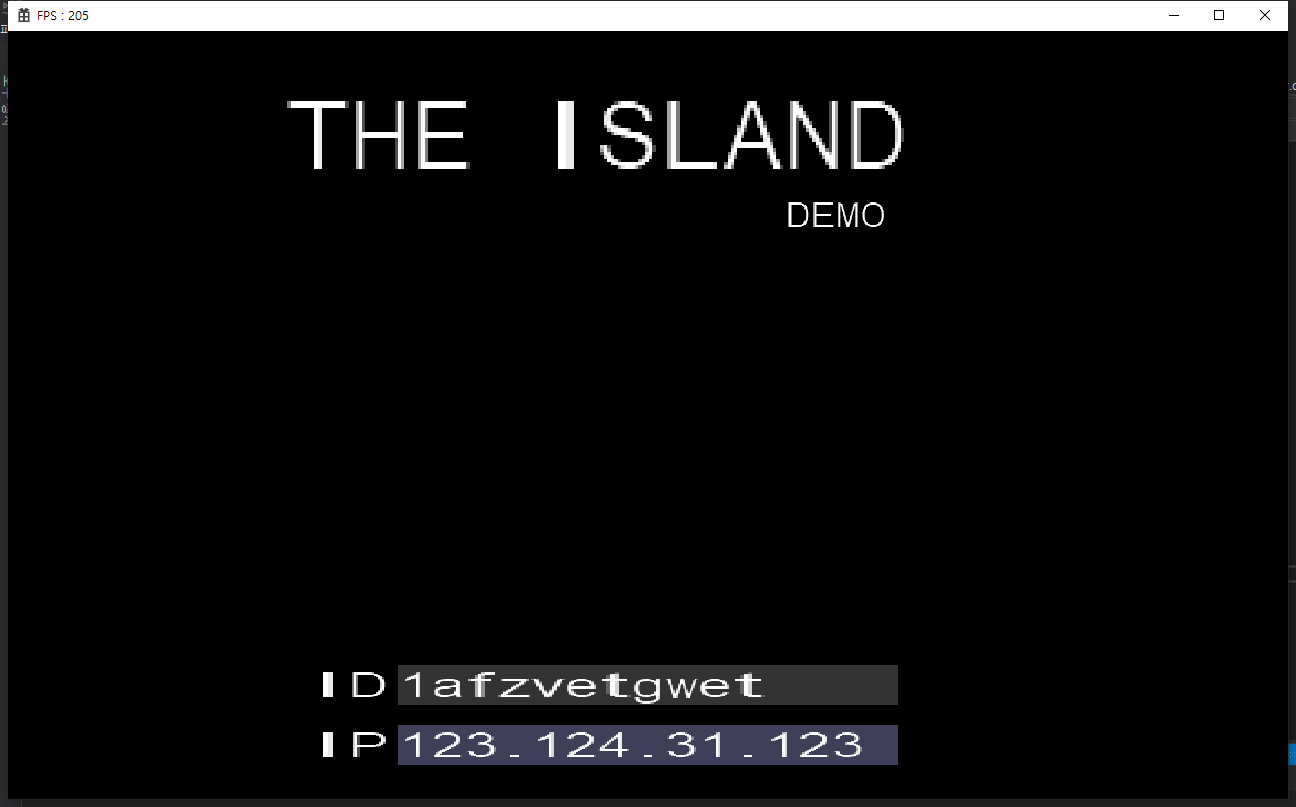 FPS : 205
THE ISLAND
DEMO
ID 1afzvetgwet
IP 123.124.31.123